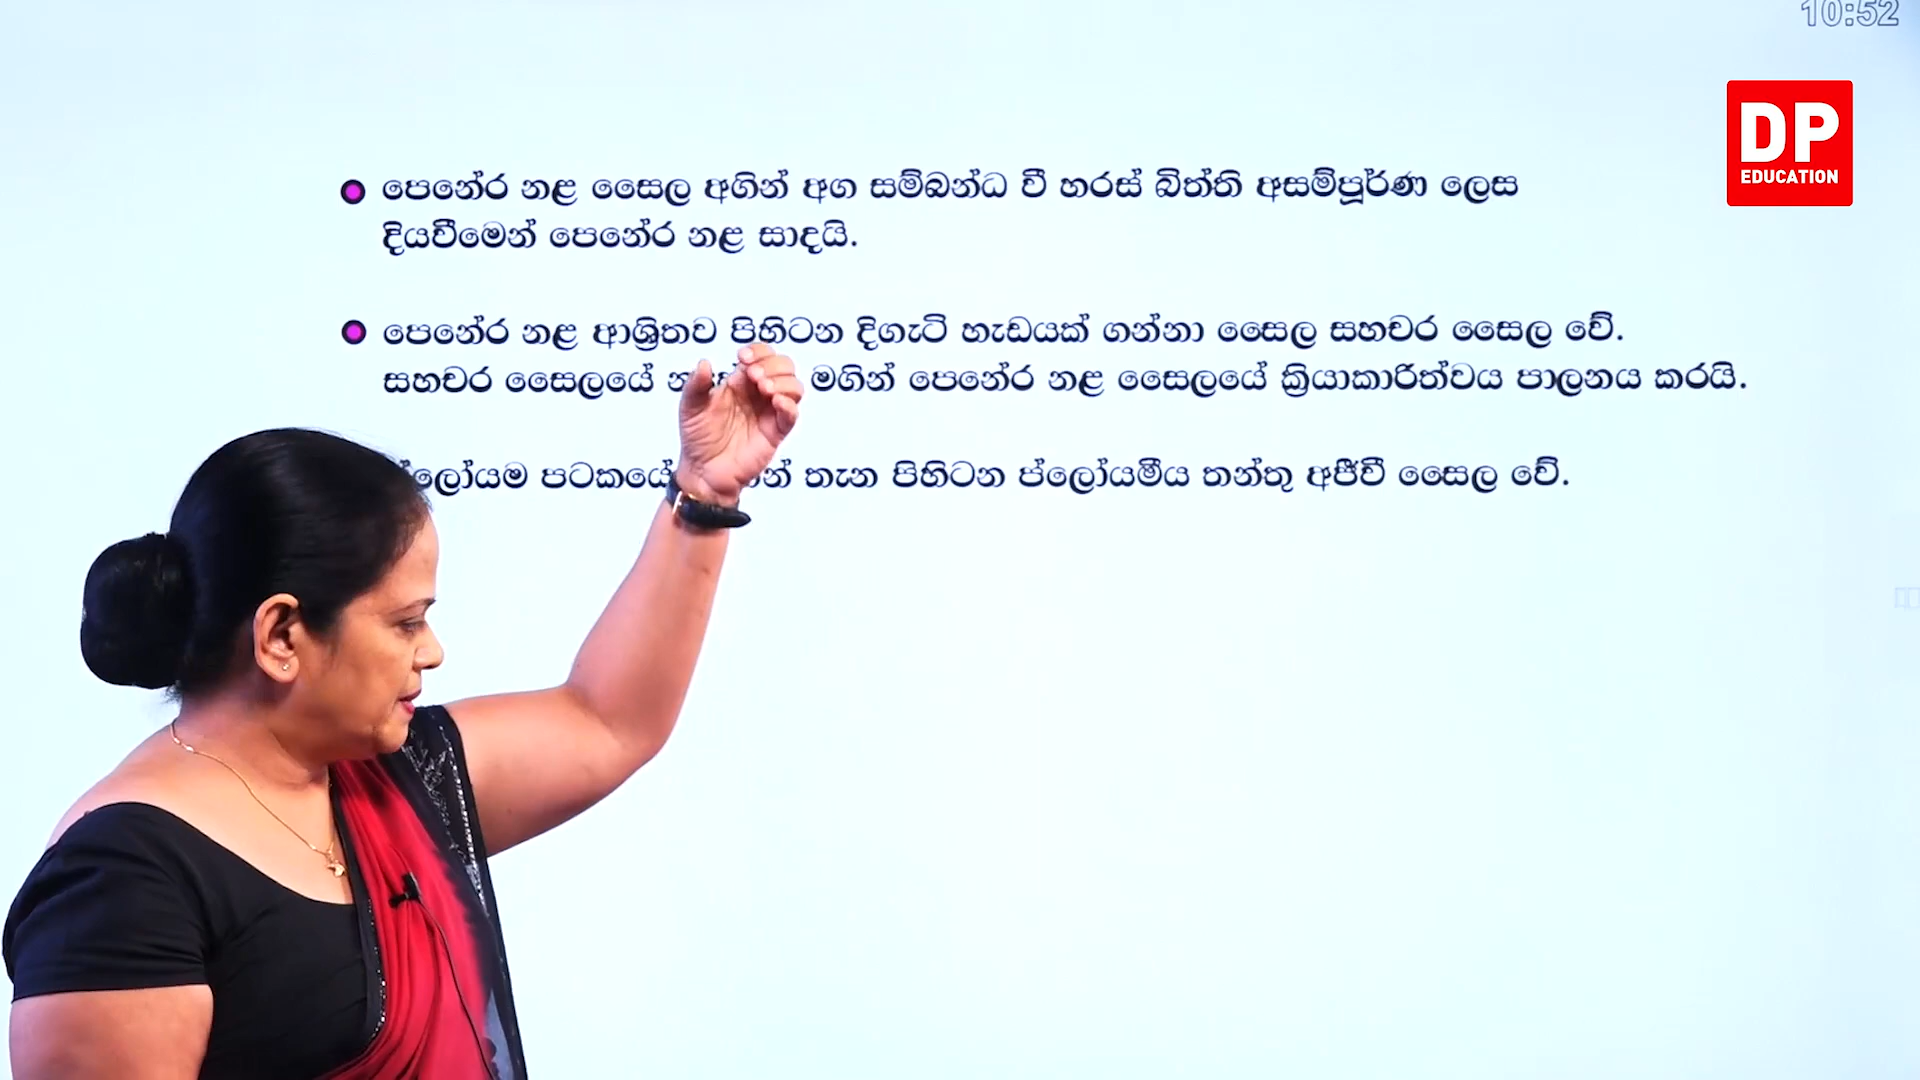 10:52
DP
EDUCATION
පෙනේර නළ සෛල අගින් අග සම්බන්ධ වී හරස් බිත්ති අසම්පූර්ණ ලෙස
දියවීමෙන් පෙනේර නළ සාදයි.
පෙනේර නළ ආශ්‍රිතව පිහිටන දිගැටි හැඩයක් ගන්නා සෛල සහචර සෛල වේ.
සහචර සෛලයේ මගින් පෙනේර නළ සෛලයේ ක්‍රියාකාරිත්වය පාලනය කරයි.
පටකයේ තැන පිහිටන ප්ලෝයමීය තන්තු අජීවී සෛල වේ.